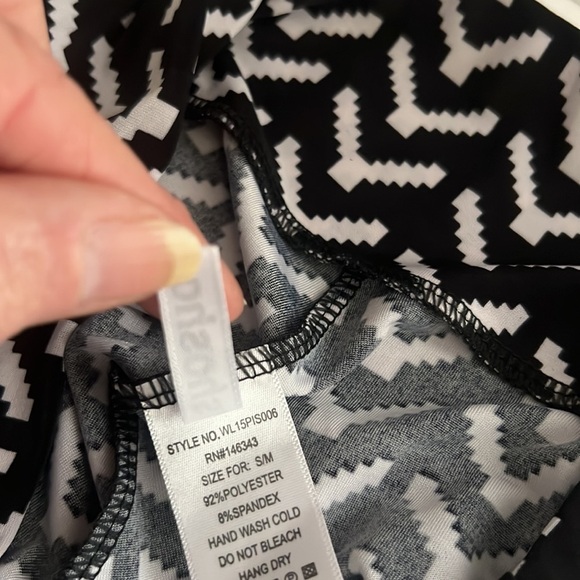 STYLE NO. WL15PIS006
RN#146343
SIZE FOR: S/M
92%POLYESTER
8%SPANDEX
HAND WASH COLD
DO NOT BLEACH
HANG DRY